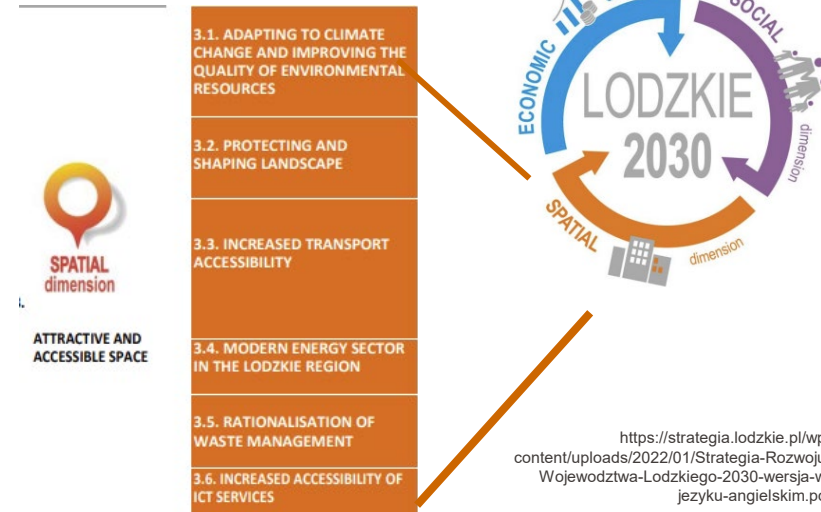 3.1. ADAPTING TO CLIMATE
CHANGE AND IMPROVING THE
QUALITY OF ENVIRONMENTAL
RESOURCES
3.2. PROTECTING AND
SHAPING LANDSCAPE
3.3. INCREASED TRANSPORT
ACCESSIBILITY
3.4. MODERN ENERGY SECTOR
IN THE LODZKIE REGION
3.5. RATIONALISATION OF
WASTE MANAGEMENT
3.6. INCREASED ACCESSIBILITY OF
ICT SERVICES
SPATIAL
dimension
ATTRACTIVE AND
ACCESSIBLE SPACE
ECONOMIC
SOCIAL
dimension
LODZKIE
2030
SPATIAL
dimension
https://strategia.lodzkie.pl/wp
content/uploads/2022/01/Strategia-Rozwoju
Wojewodztwa-Lodzkiego-2030-wersja-w
jezyku-angielskim.pd